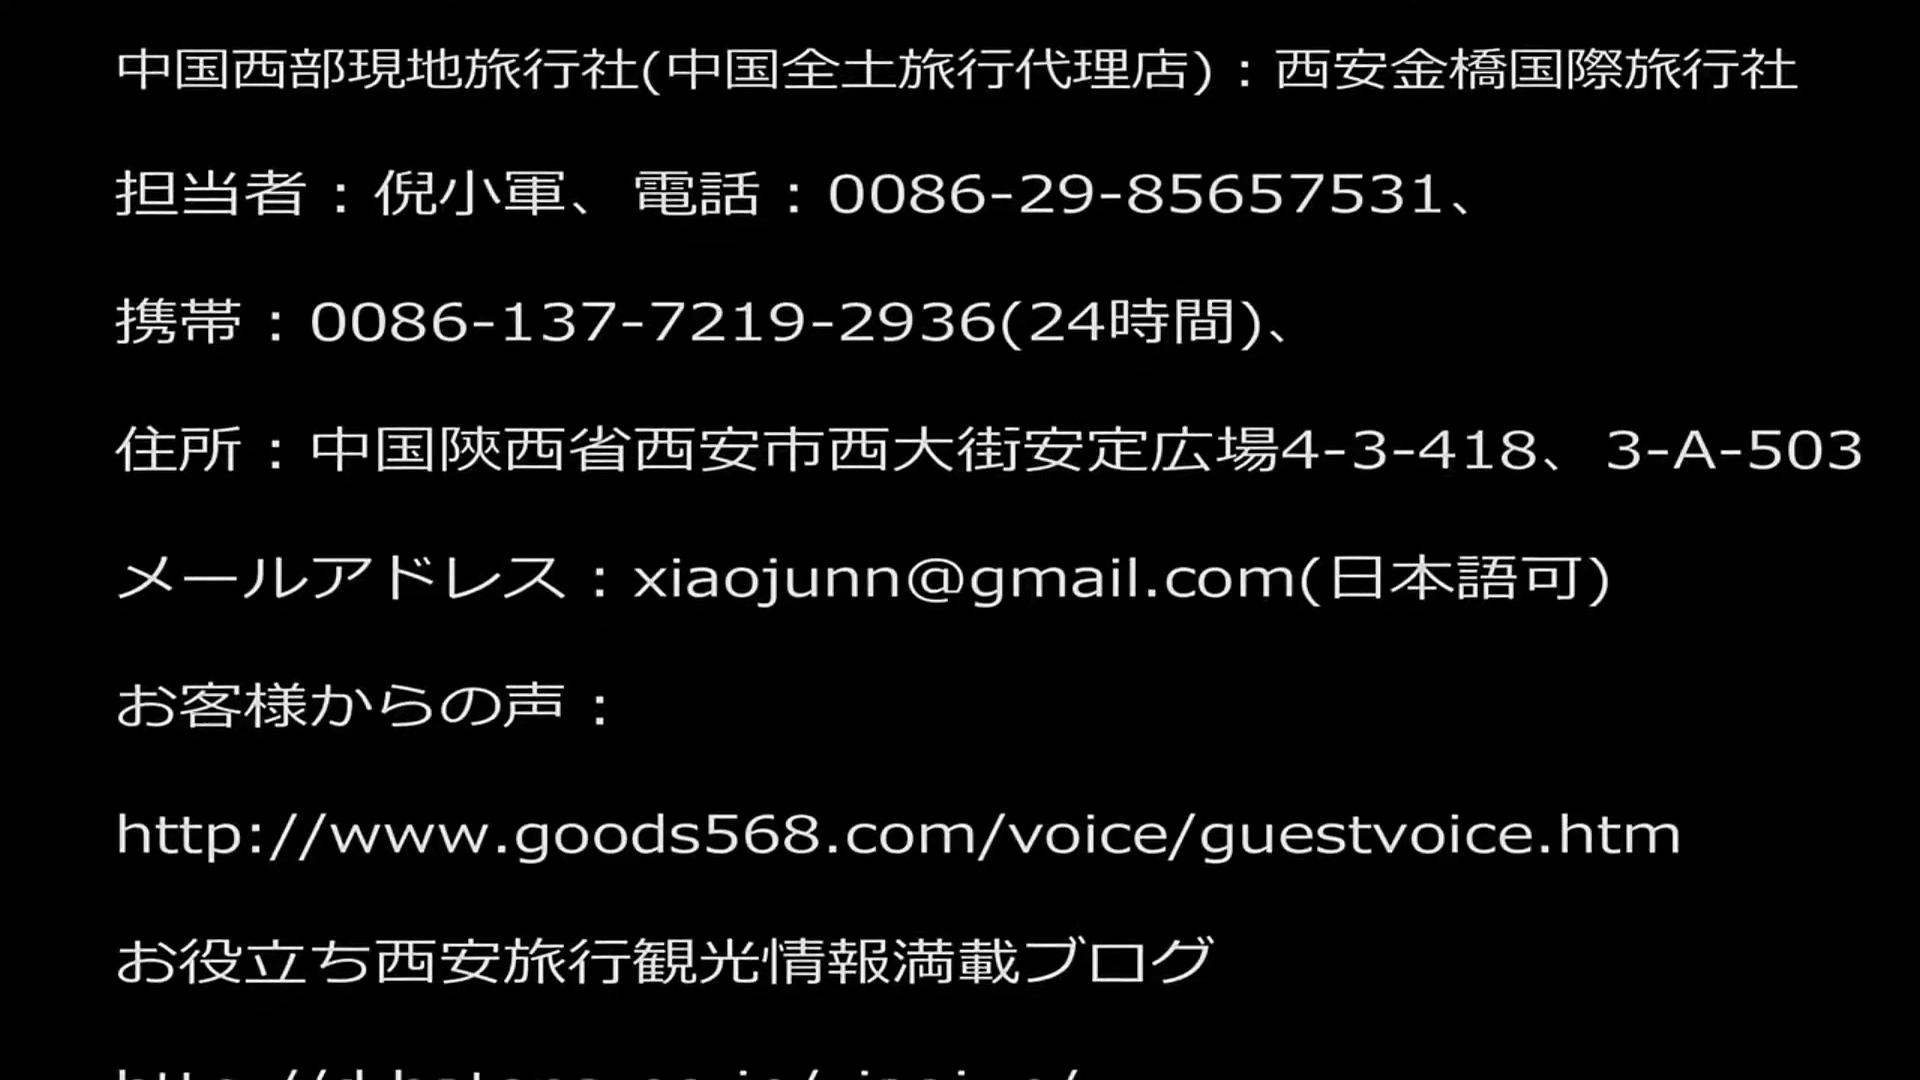 中国西部現地旅行社(中国全土旅行代理店)：西安金橋国際旅行社
担当者：倪小軍、電話：0086-29-85657531、
携帯：0086-137-7219-2936(24時間)、
住所：中国陝西省西安市西大街安定広場4-3-418、3-A-503
メールアドレス：xiaojunn@gmail.com(日本語可)
お客様からの声：
http://www.goods568.com/voice/guestvoice.htm
お役立ち西安旅行観光情報満載ブログ